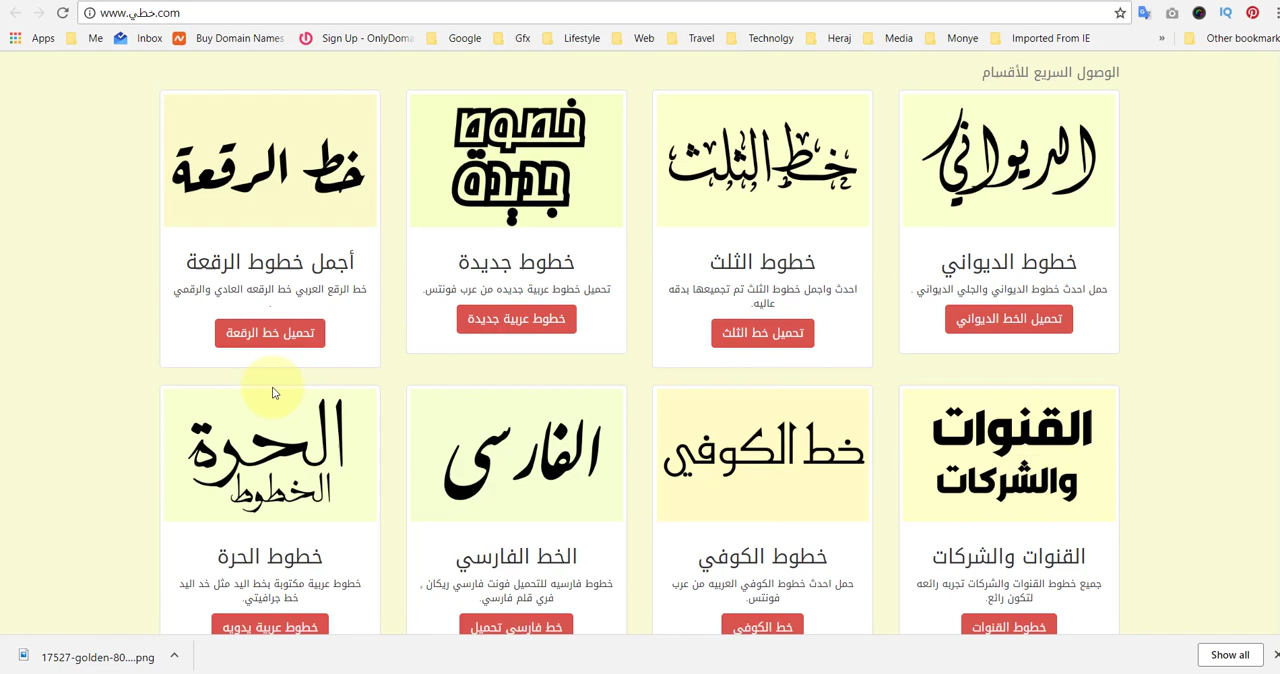 www.خطي.com
Apps Me Inbox Buy Domain Names Sign Up - OnlyDoma Google Gfx Lifestyle Web Travel Technolgy Heraj Media Monye Imported From IE » Other bookmark
الوصول السريع للأقسام
الديواني
خط الثلث
خطوط جديدة
خط الرقعة
خطوط الديواني
خطوط الثلث
خطوط جديدة
أجمل خطوط الرقعة
حمل احدث خطوط الديواني والجلي الديواني .
احدث واجمل خطوط الثلث تم تجميعها بدقه
عاليه.
تحميل خطوط عربية جديده من عرب فونتس.
خط الرقع العربي خط الرقعه العادي والرقمي
.
تحميل الخط الديواني
تحميل خط الثلث
خطوط عربية جديدة
تحميل خط الرقعة
القنوات
والشركات
خط الكوفي
الفارسى
الحرة
الخطوط
القنوات والشركات
خطوط الكوفي
الخط الفارسي
خطوط الحرة
جميع خطوط القنوات والشركات تجربه رائعه
لتكون رائع.
حمل احدث خطوط الكوفي العربيه من عرب
فونتس.
خطوط فارسيه للتحميل فونت فارسي ريكان ,
فري قلم فارسي.
خطوط عربية مكتوبة بخط اليد مثل خد اليد
خط جرافيتي.
خطوط القنوات
خط الكوفي
خط فارسي تحميل
خطوط عربية يدويه
17527-golden-80....png
Show all